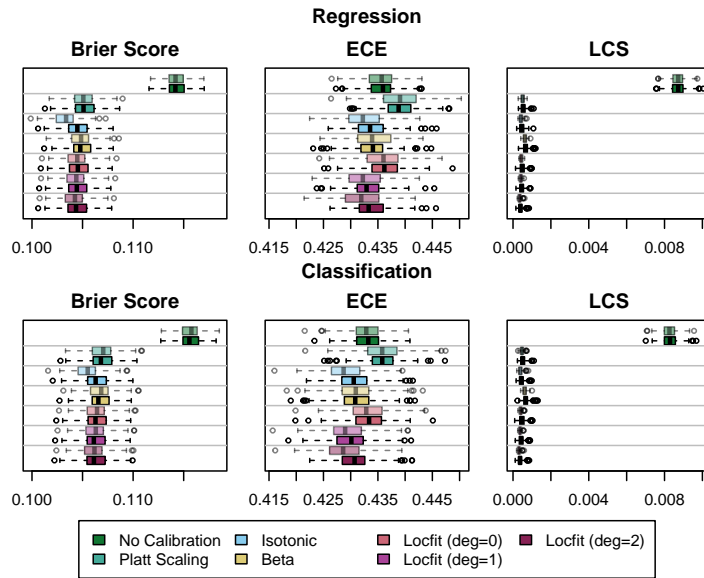 Regression
Brier Score
ECE
LCS
0.100 0.110
0.415 0.425 0.435 0.445
0.000 0.004 0.008
Classification
Brier Score
ECE
LCS
0.100 0.110
0.415 0.425 0.435 0.445
0.000 0.004 0.008
No Calibration
Platt Scaling
Isotonic
Beta
Locfit (deg=0)
Locfit (deg=1)
Locfit (deg=2)